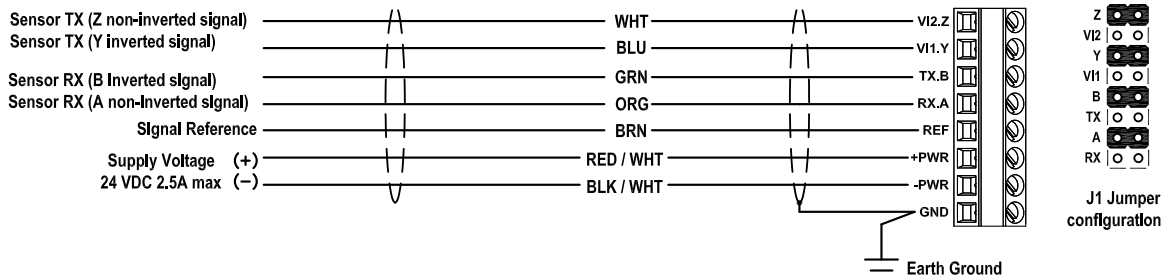 Sensor TX (Z non-inverted signal) WHT VI2.Z
Sensor TX (Y inverted signal) BLU VI1.Y
Sensor RX (B Inverted signal) GRN TX.B
Sensor RX (A non-Inverted signal) ORG RX.A
Signal Reference BRN REF
Supply Voltage (+) RED / WHT +PWR
24 VDC 2.5A max (−) BLK / WHT -PWR
GND
Earth Ground
Z
VI2
Y
VI1
B
TX
A
RX
J1 Jumper
configuration